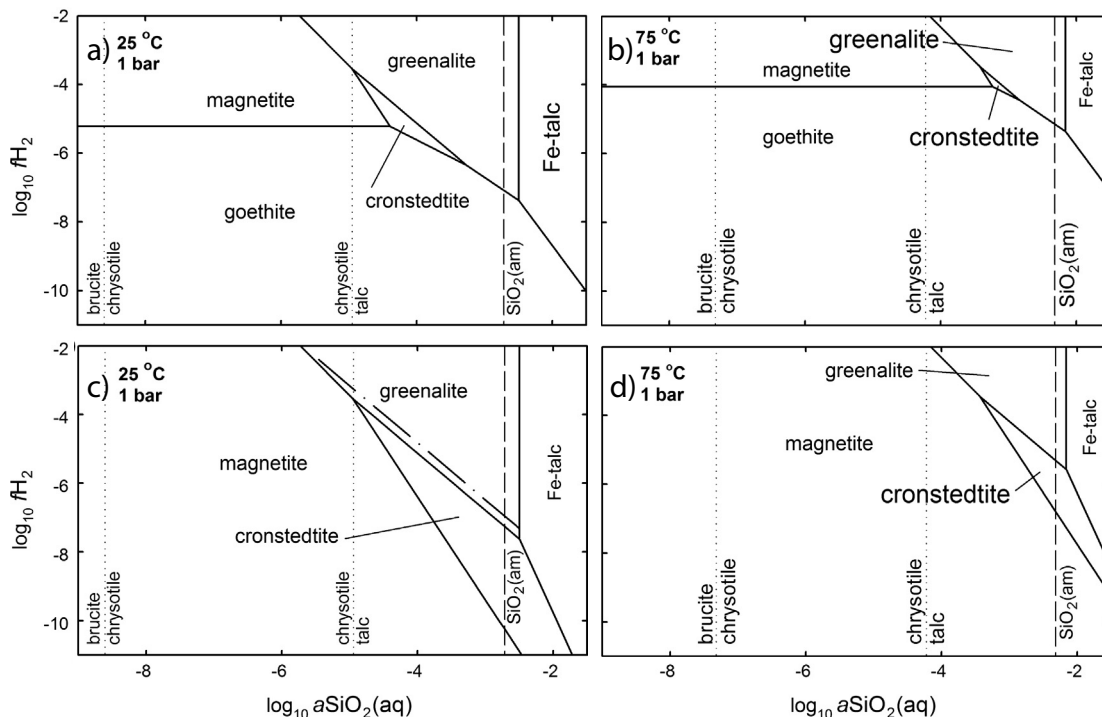 a) 25 °C
1 bar
greenalite
magnetite
Fe-talc
goethite
cronstedtite
brucite
chrysotile
chrysotile
talc
SiO₂(am)
-2
-4
-6
-8
-10
-8
-6
-4
-2
log₁₀ fH₂
b) 75 °C
1 bar
greenalite
magnetite
Fe-talc
goethite
cronstedtite
brucite
chrysotile
chrysotile
talc
SiO₂(am)
c) 25 °C
1 bar
greenalite
magnetite
Fe-talc
cronstedtite
brucite
chrysotile
chrysotile
talc
SiO₂(am)
-2
-4
-6
-8
-10
-8
-6
-4
-2
log₁₀ fH₂
log₁₀ aSiO₂(aq)
d) 75 °C
1 bar
greenalite
magnetite
Fe-talc
cronstedtite
brucite
chrysotile
chrysotile
talc
SiO₂(am)
-8
-6
-4
-2
log₁₀ aSiO₂(aq)